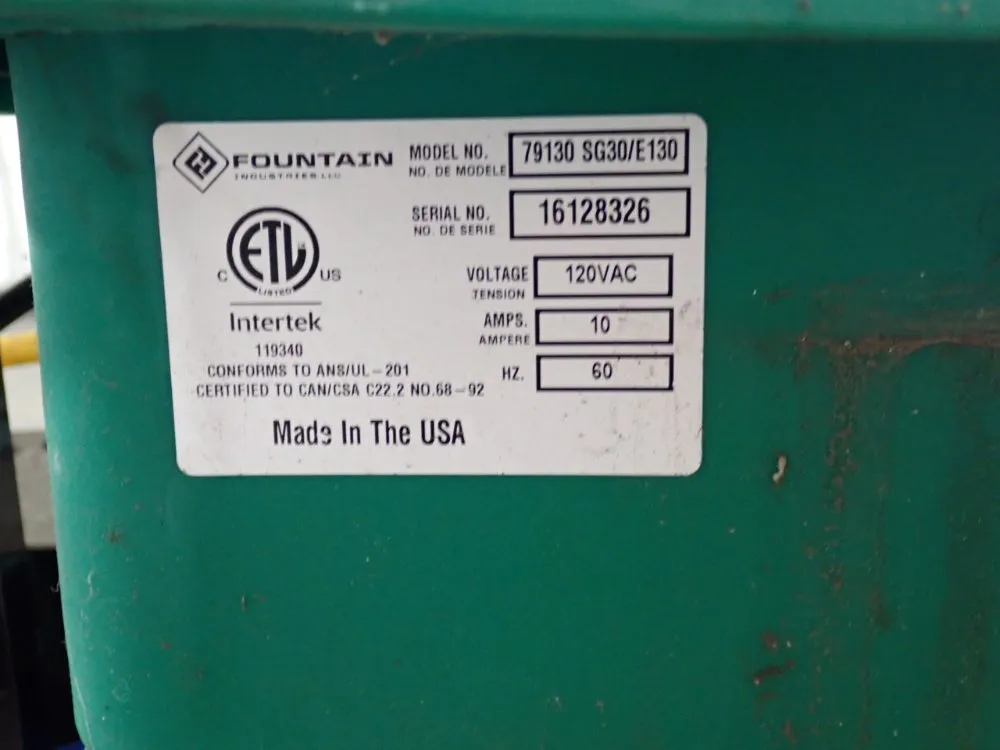 FOUNTAIN
INDUSTRIES LLC
MODEL NO. 79130 SG30/E130
NO. DE MODELE
SERIAL NO. 16128326
NO. DE SERIE
ETL
LISTED
C US
Intertek
119340
CONFORMS TO ANS/UL-201
CERTIFIED TO CAN/CSA C22.2 NO.68-92
VOLTAGE 120VAC
TENSION
AMPS. 10
AMPERE
HZ. 60
Made In The USA